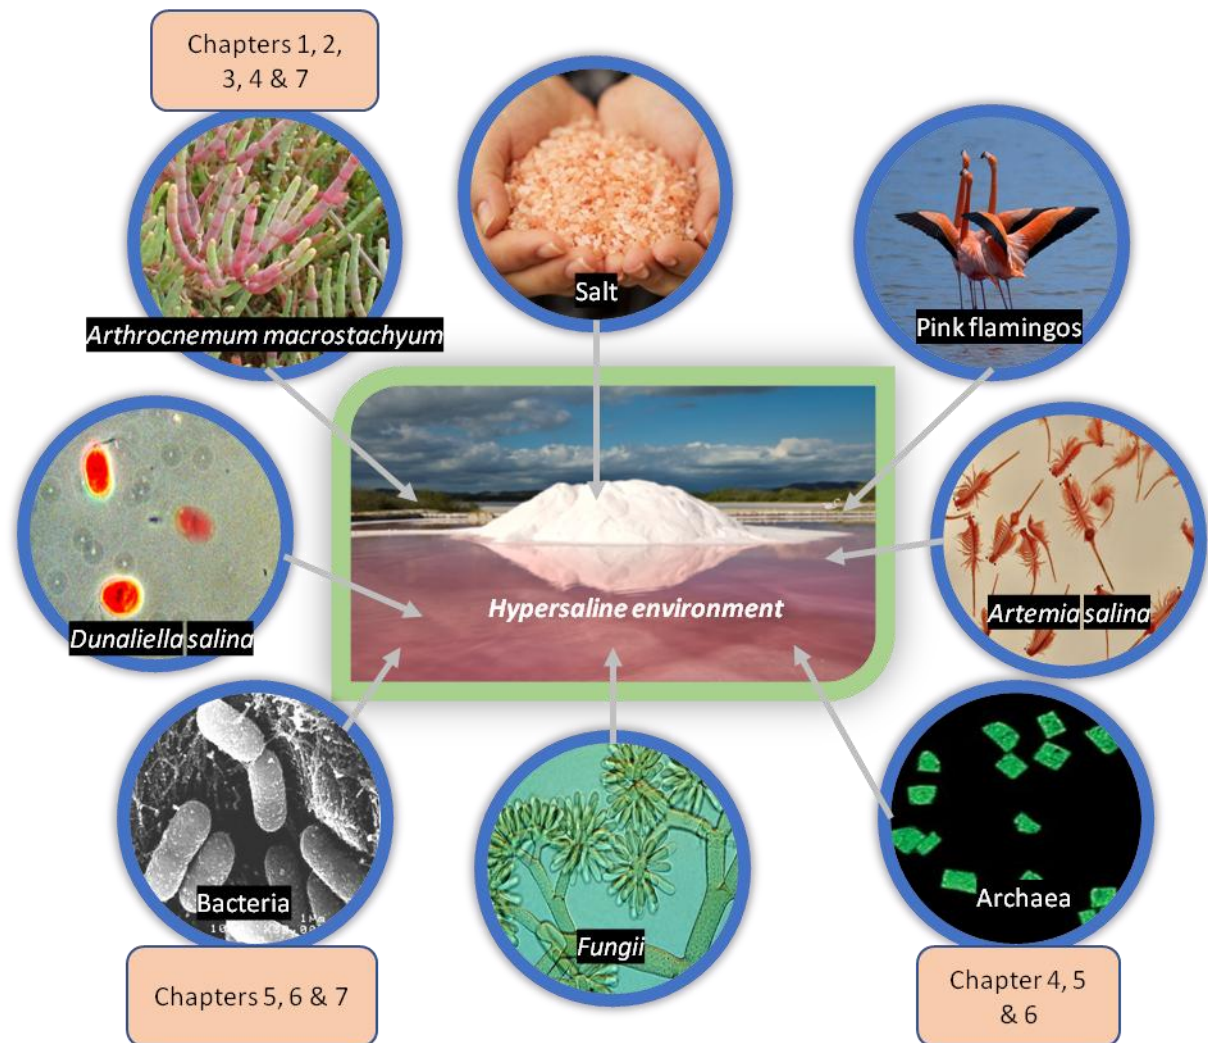 Chapters 1, 2,
3, 4 & 7
Salt
Pink flamingos
Arthrocnemum macrostachyum
Hypersaline environment
Dunaliella salina
Artemia salina
Bacteria
1Mm
Fungii
Archaea
Chapters 5, 6 & 7
Chapter 4, 5
& 6